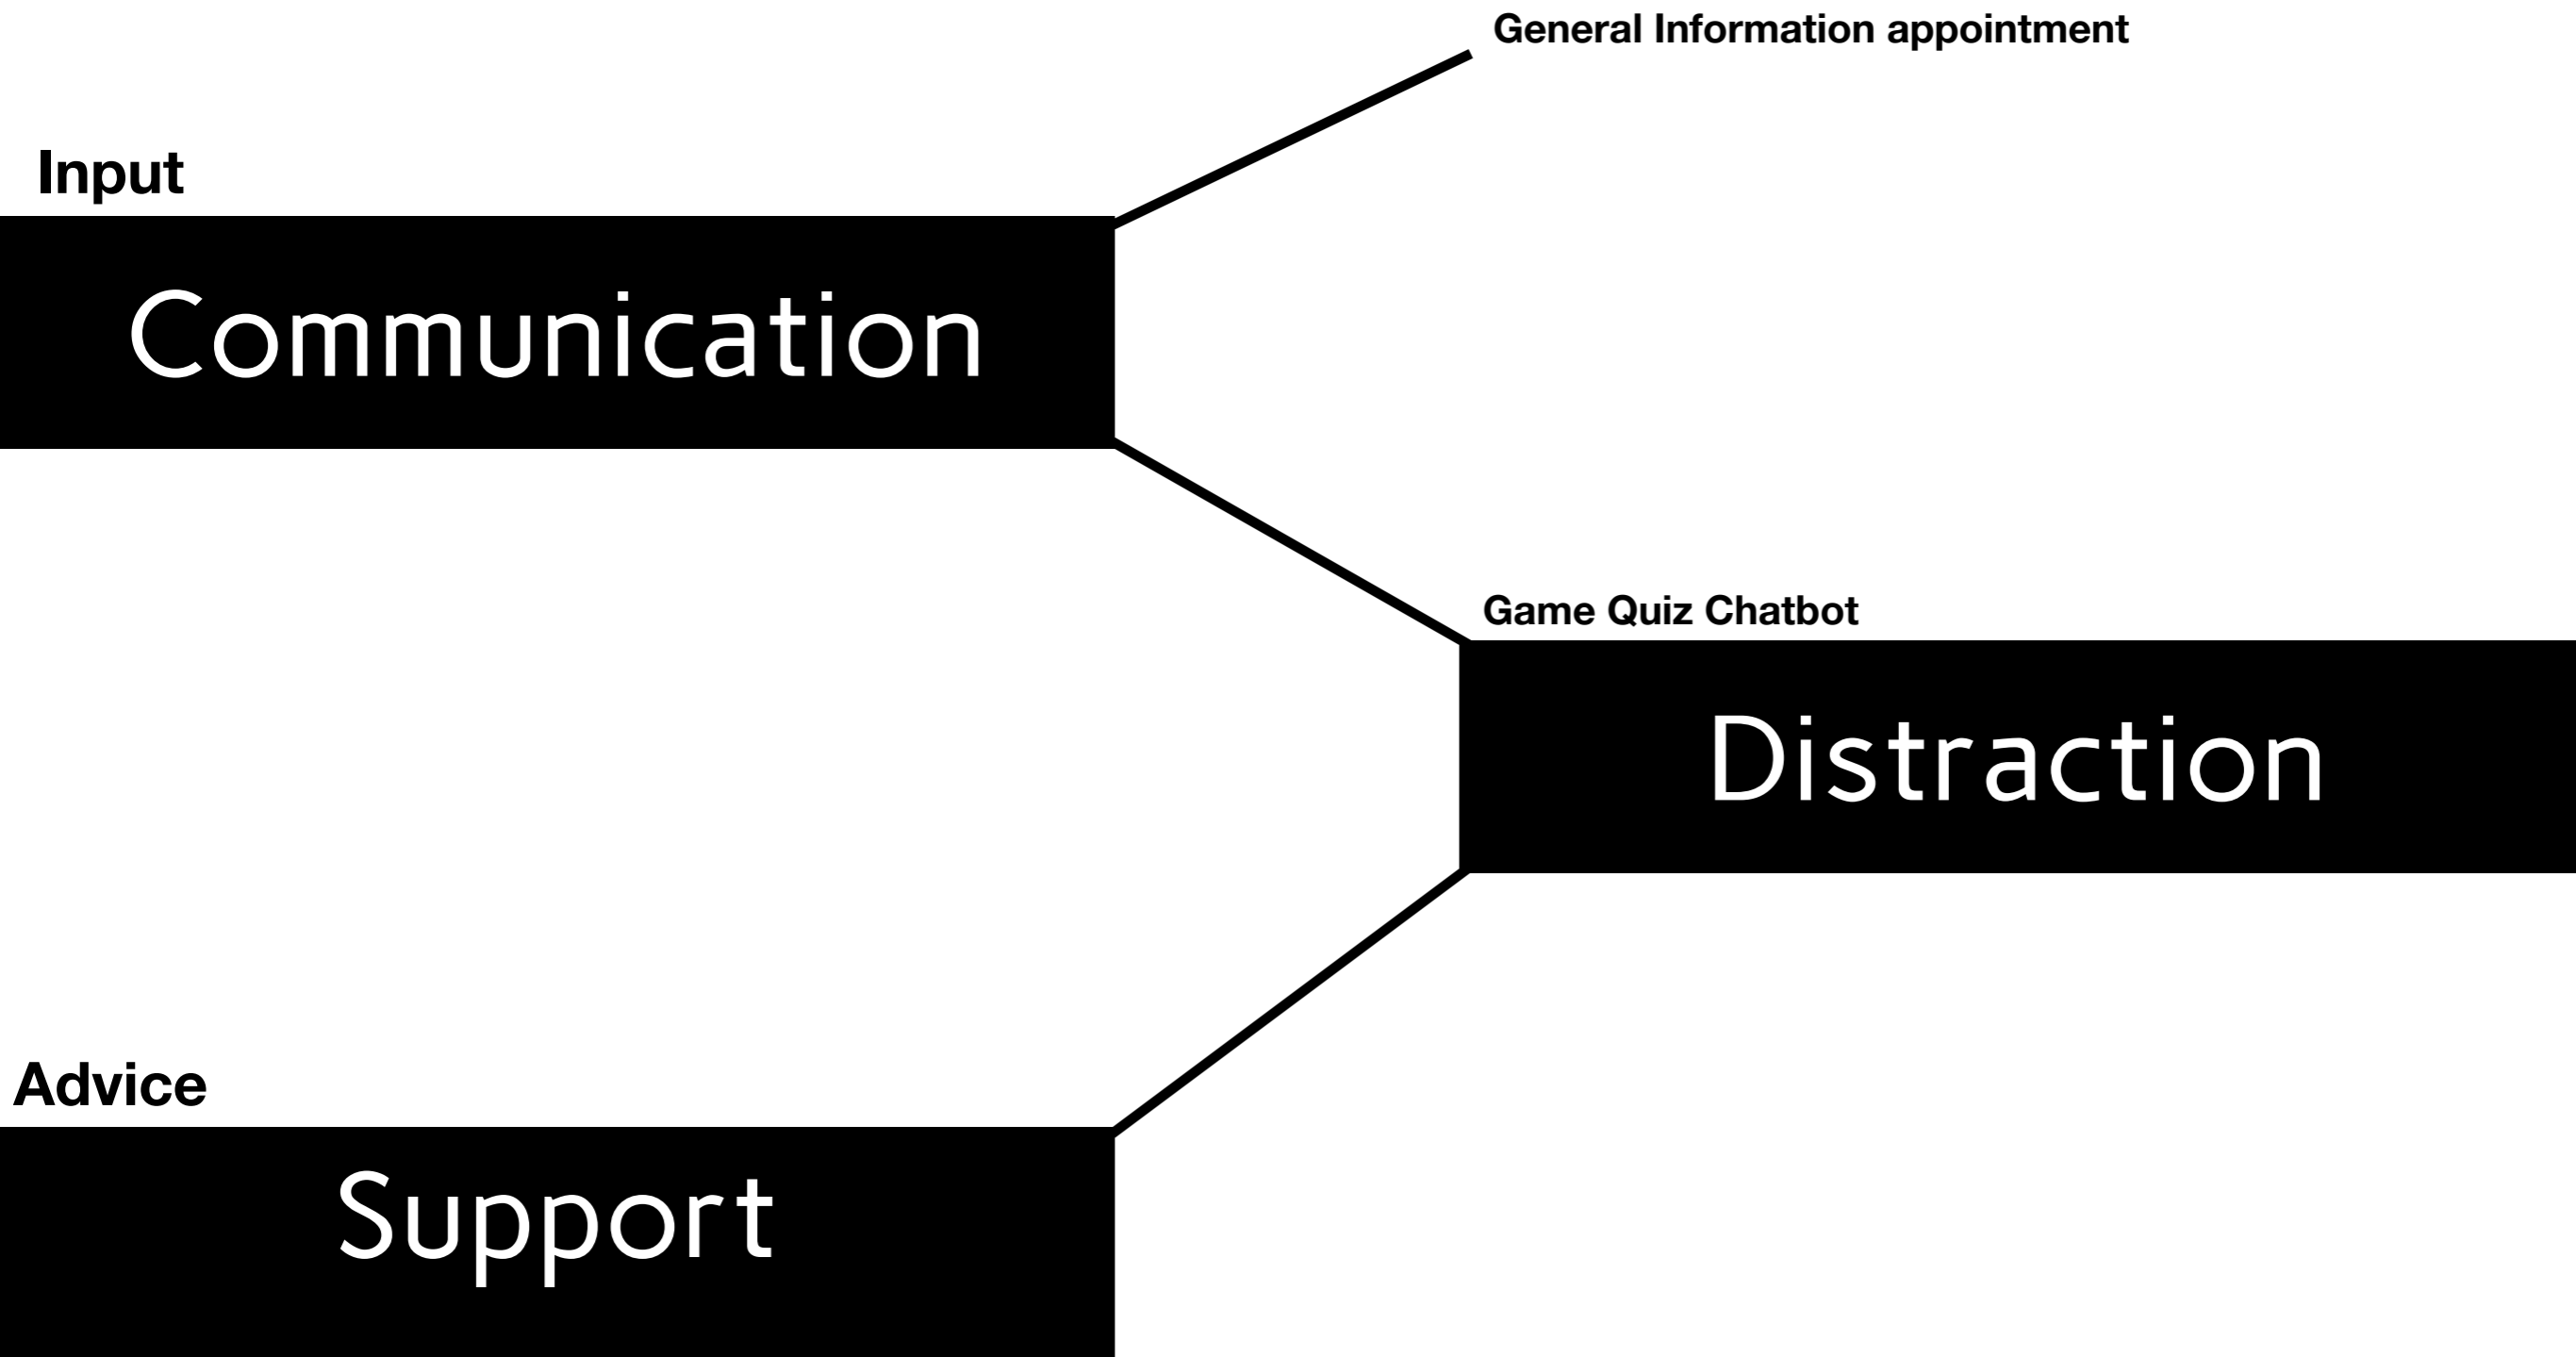 General Information appointment
Input
Communication
Game Quiz Chatbot
Distraction
Advice
Support